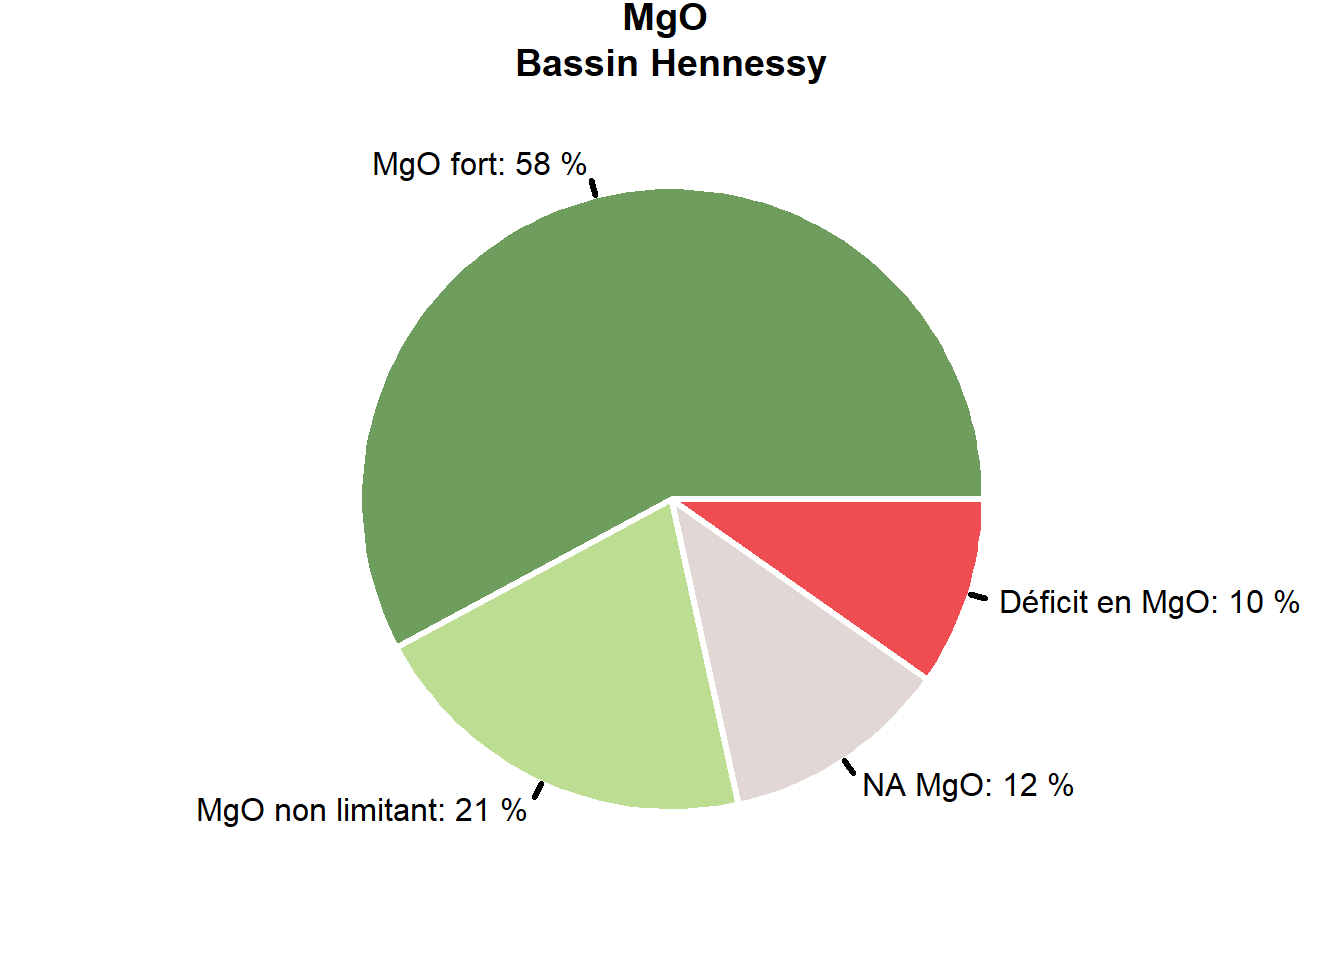 MgO
Bassin Hennessy
MgO fort: 58 %
Déficit en MgO: 10 %
NA MgO: 12 %
MgO non limitant: 21 %